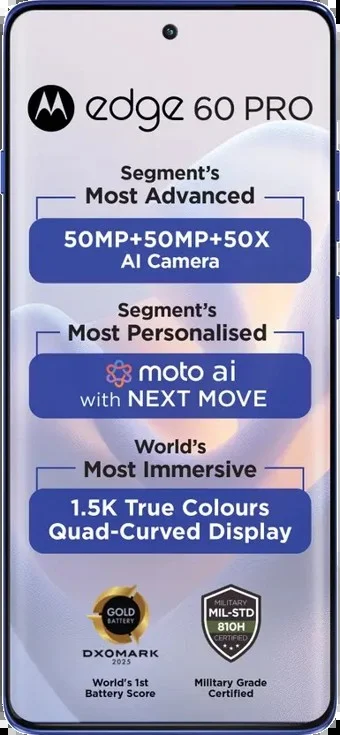 edge 60 PRO
Segment's
Most Advanced
50MP+50MP+50X
AI Camera
Segment's
Most Personalised
moto ai
with NEXT MOVE
World's
Most Immersive
1.5K True Colours
Quad-Curved Display
GOLD
BATTERY
DXOMARK
2025
World's 1st
Battery Score
MILITARY
MIL-STD
810H
CERTIFIED
Military Grade
Certified